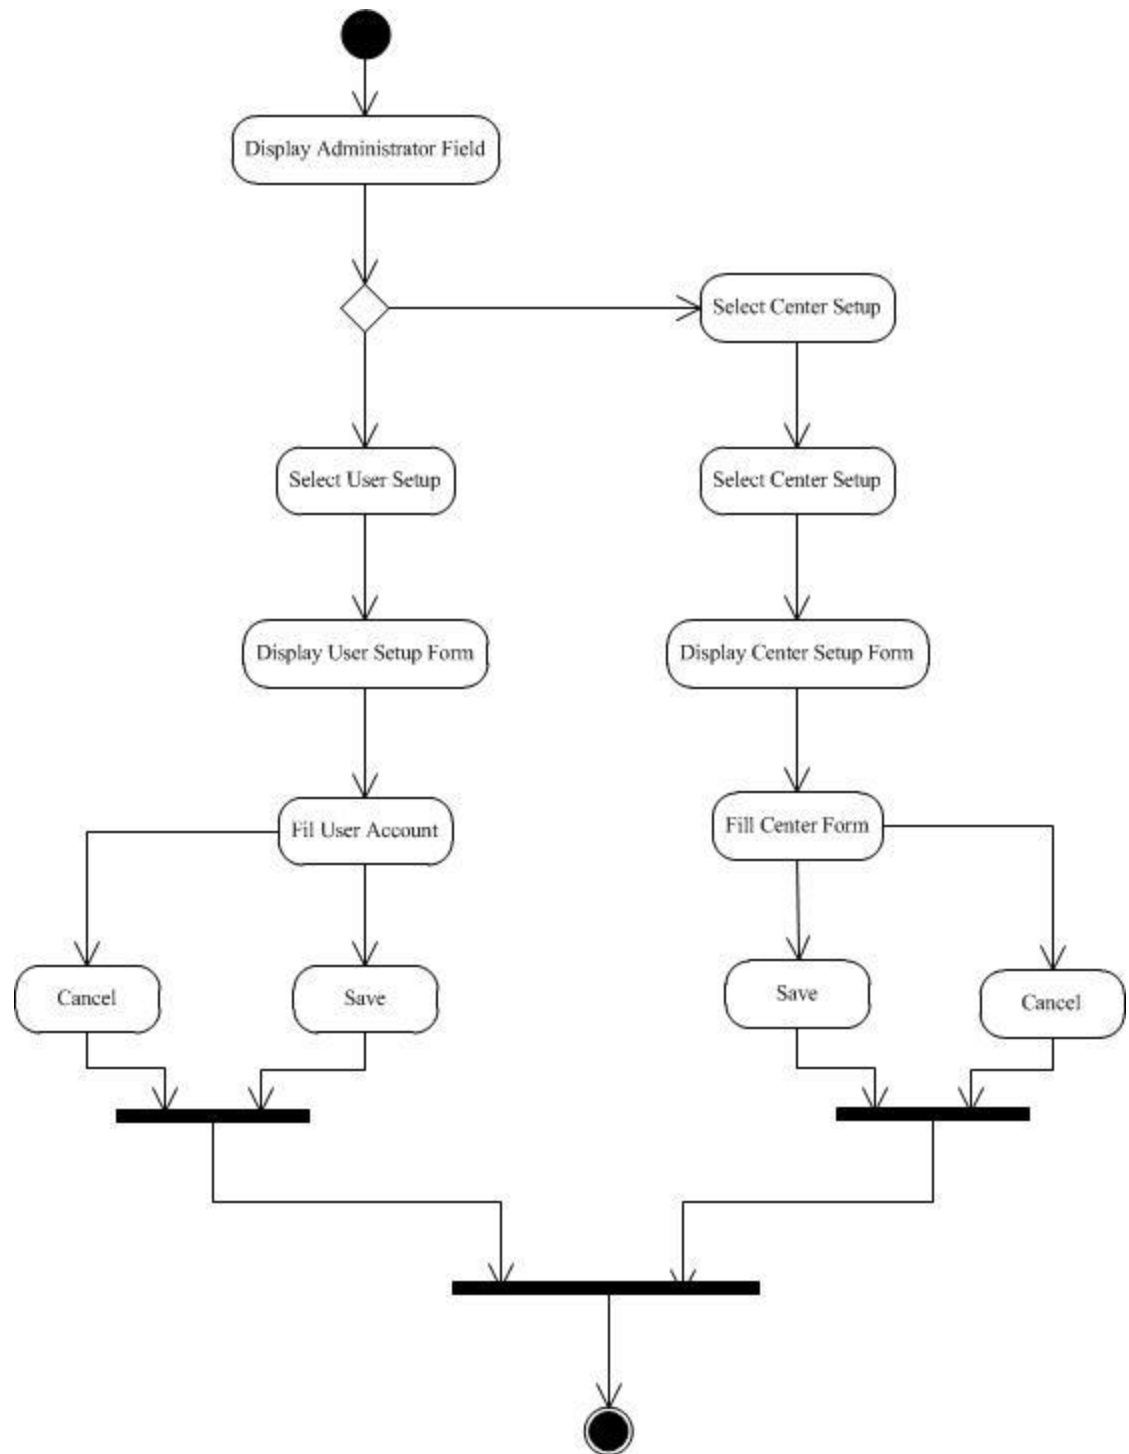 Display Administrator Field
Select Center Setup
Select User Setup
Select Center Setup
Display User Setup Form
Display Center Setup Form
Fil User Account
Fill Center Form
Cancel
Save
Save
Cancel